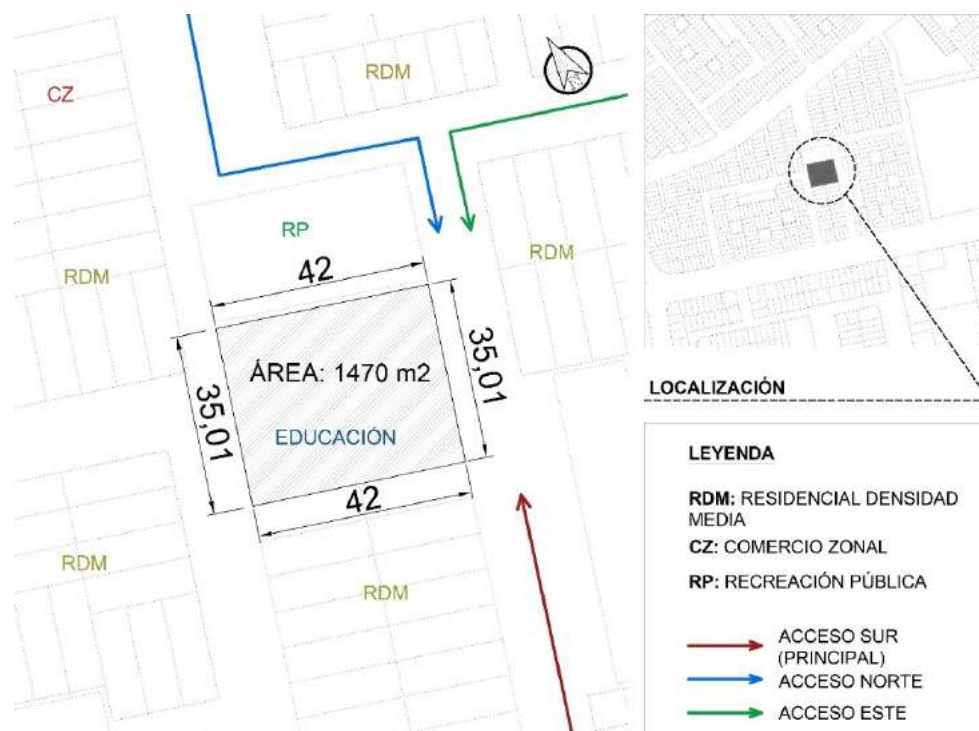 RDM
CZ
RP
RDM
RDM
42
ÁREA: 1470 m2
35,01
35,01
EDUCACIÓN
42
RDM
RDM
LOCALIZACIÓN
LEYENDA
RDM: RESIDENCIAL DENSIDAD
MEDIA
CZ: COMERCIO ZONAL
RP: RECREACIÓN PÚBLICA
ACCESO SUR
(PRINCIPAL)
ACCESO NORTE
ACCESO ESTE